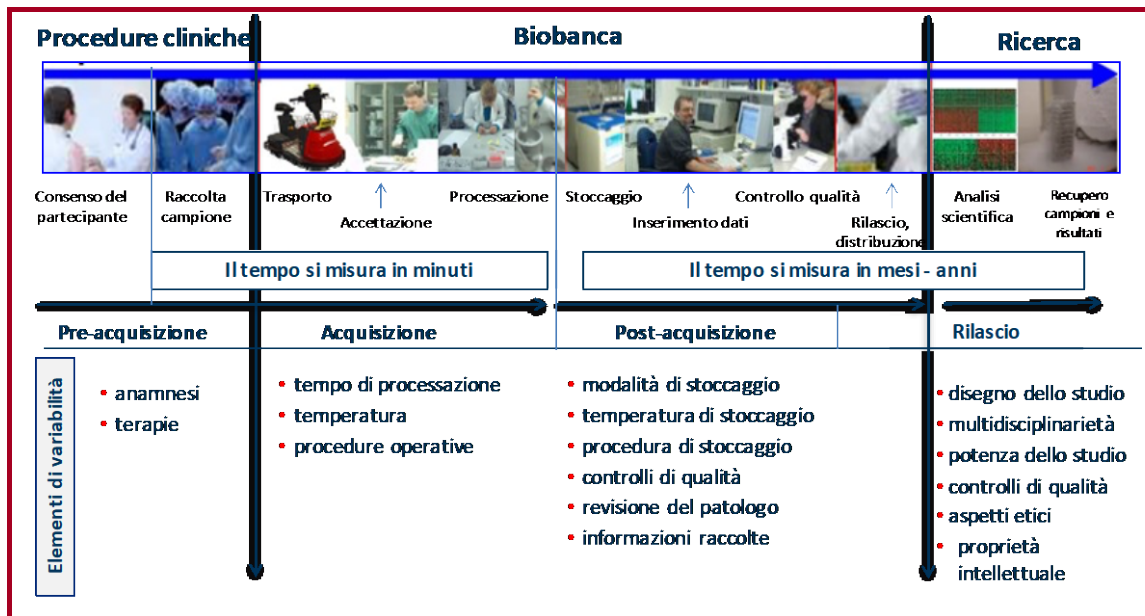 Procedure cliniche
Biobanca
Ricerca
Consenso del
partecipante
Raccolta
campione
Trasporto
Accettazione
Processazione
Stoccaggio
Inserimento dati
Controllo qualità
Rilascio,
distribuzione
Analisi
scientifica
Recupero
campioni e
risultati
Il tempo si misura in minuti
Il tempo si misura in mesi - anni
Pre-acquisizione
Acquisizione
Post-acquisizione
Rilascio
Elementi di variabilità
• anamnesi
• terapie
• tempo di processazione
• temperatura
• procedure operative
• modalità di stoccaggio
• temperatura di stoccaggio
• procedura di stoccaggio
• controlli di qualità
• revisione del patologo
• informazioni raccolte
• disegno dello studio
• multidisciplinarietà
• potenza dello studio
• controlli di qualità
• aspetti etici
• proprietà
intellettuale